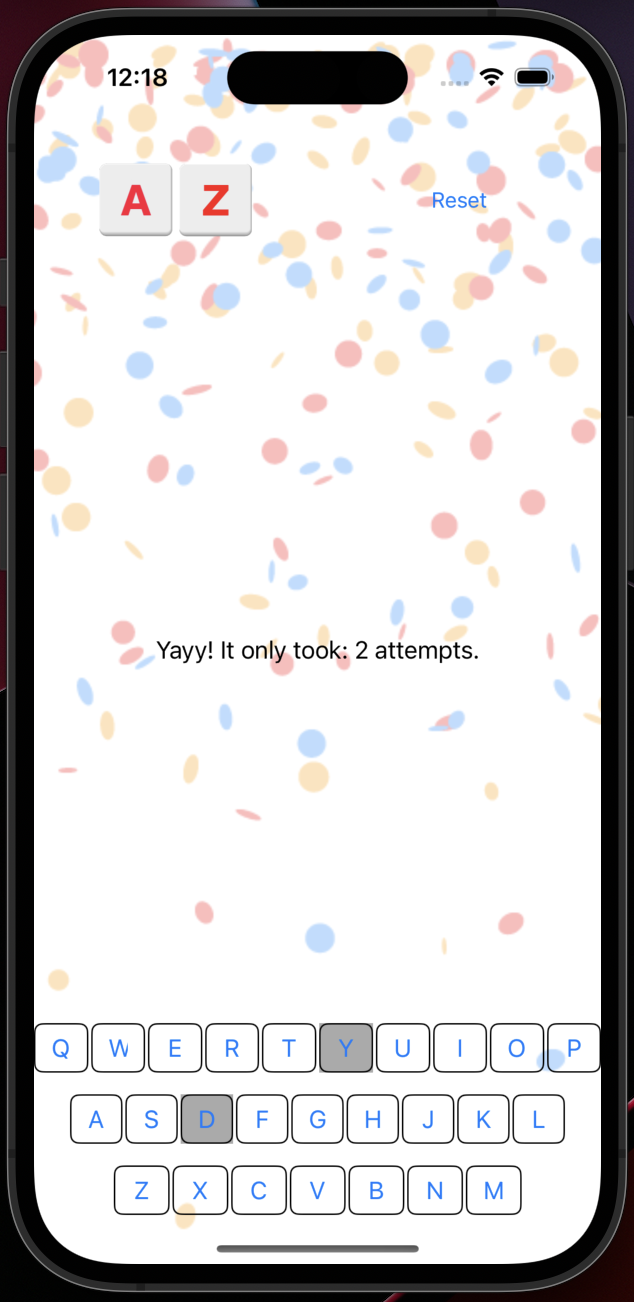 12:18
A Z
Reset
Yayy! It only took: 2 attempts.
Q W E R T Y U I O P
A S D F G H J K L
Z X C V B N M